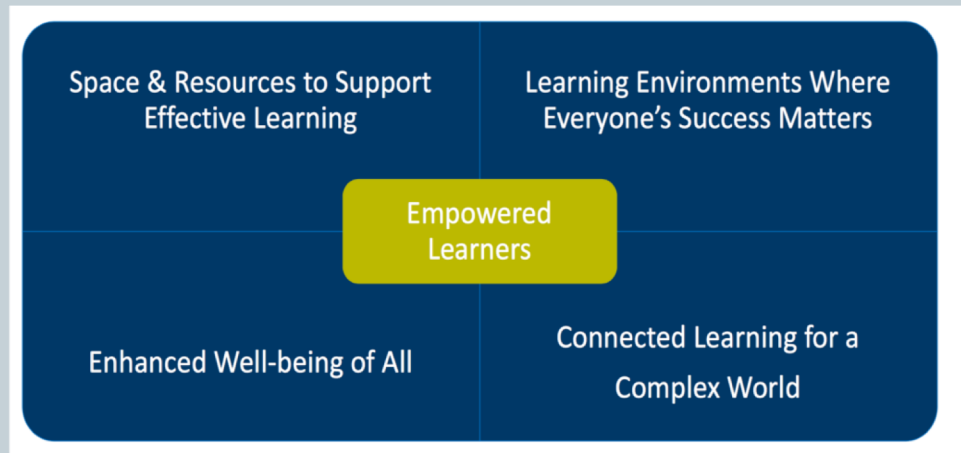 Space & Resources to Support
Effective Learning
Learning Environments Where
Everyone’s Success Matters
Empowered
Learners
Enhanced Well-being of All
Connected Learning for a
Complex World